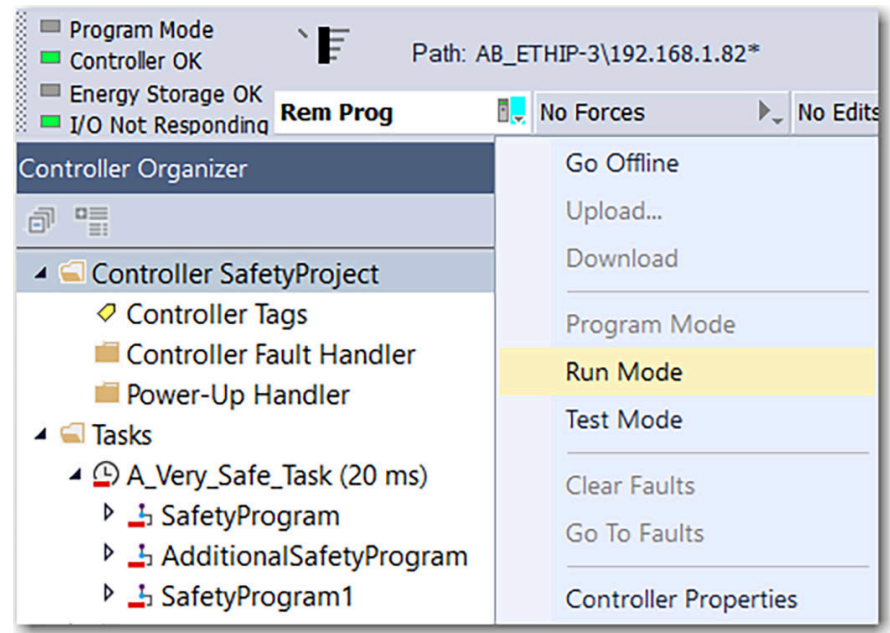 Program Mode
Controller OK
Path: AB_ETHIP-3\192.168.1.82*
Energy Storage OK
I/O Not Responding
Rem Prog
No Forces
No Edits
Controller Organizer
Controller SafetyProject
Controller Tags
Controller Fault Handler
Power-Up Handler
Tasks
A_Very_Safe_Task (20 ms)
SafetyProgram
AdditionalSafetyProgram
SafetyProgram1
Go Offline
Upload...
Download
Program Mode
Run Mode
Test Mode
Clear Faults
Go To Faults
Controller Properties